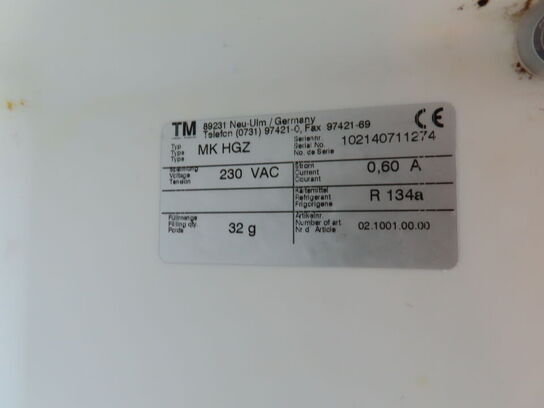 TM
89231 Neu-Ulm / Germany
Telefon (0731) 97421-0, Fax 97421-69
CE
Typ
Type
Type
MK HGZ
Seriennr.
Serial No.
No. de Serie
102140711274
Spannung
Voltage
Tension
230 VAC
Strom
Current
Courant
0,60 A
Kältemittel
Refrigerant
Frigorigene
R 134a
Füllmenge
Filling qty.
Poids
32 g
Artikelnr.
Number of art.
Nr d' Article
02.1001.00.00